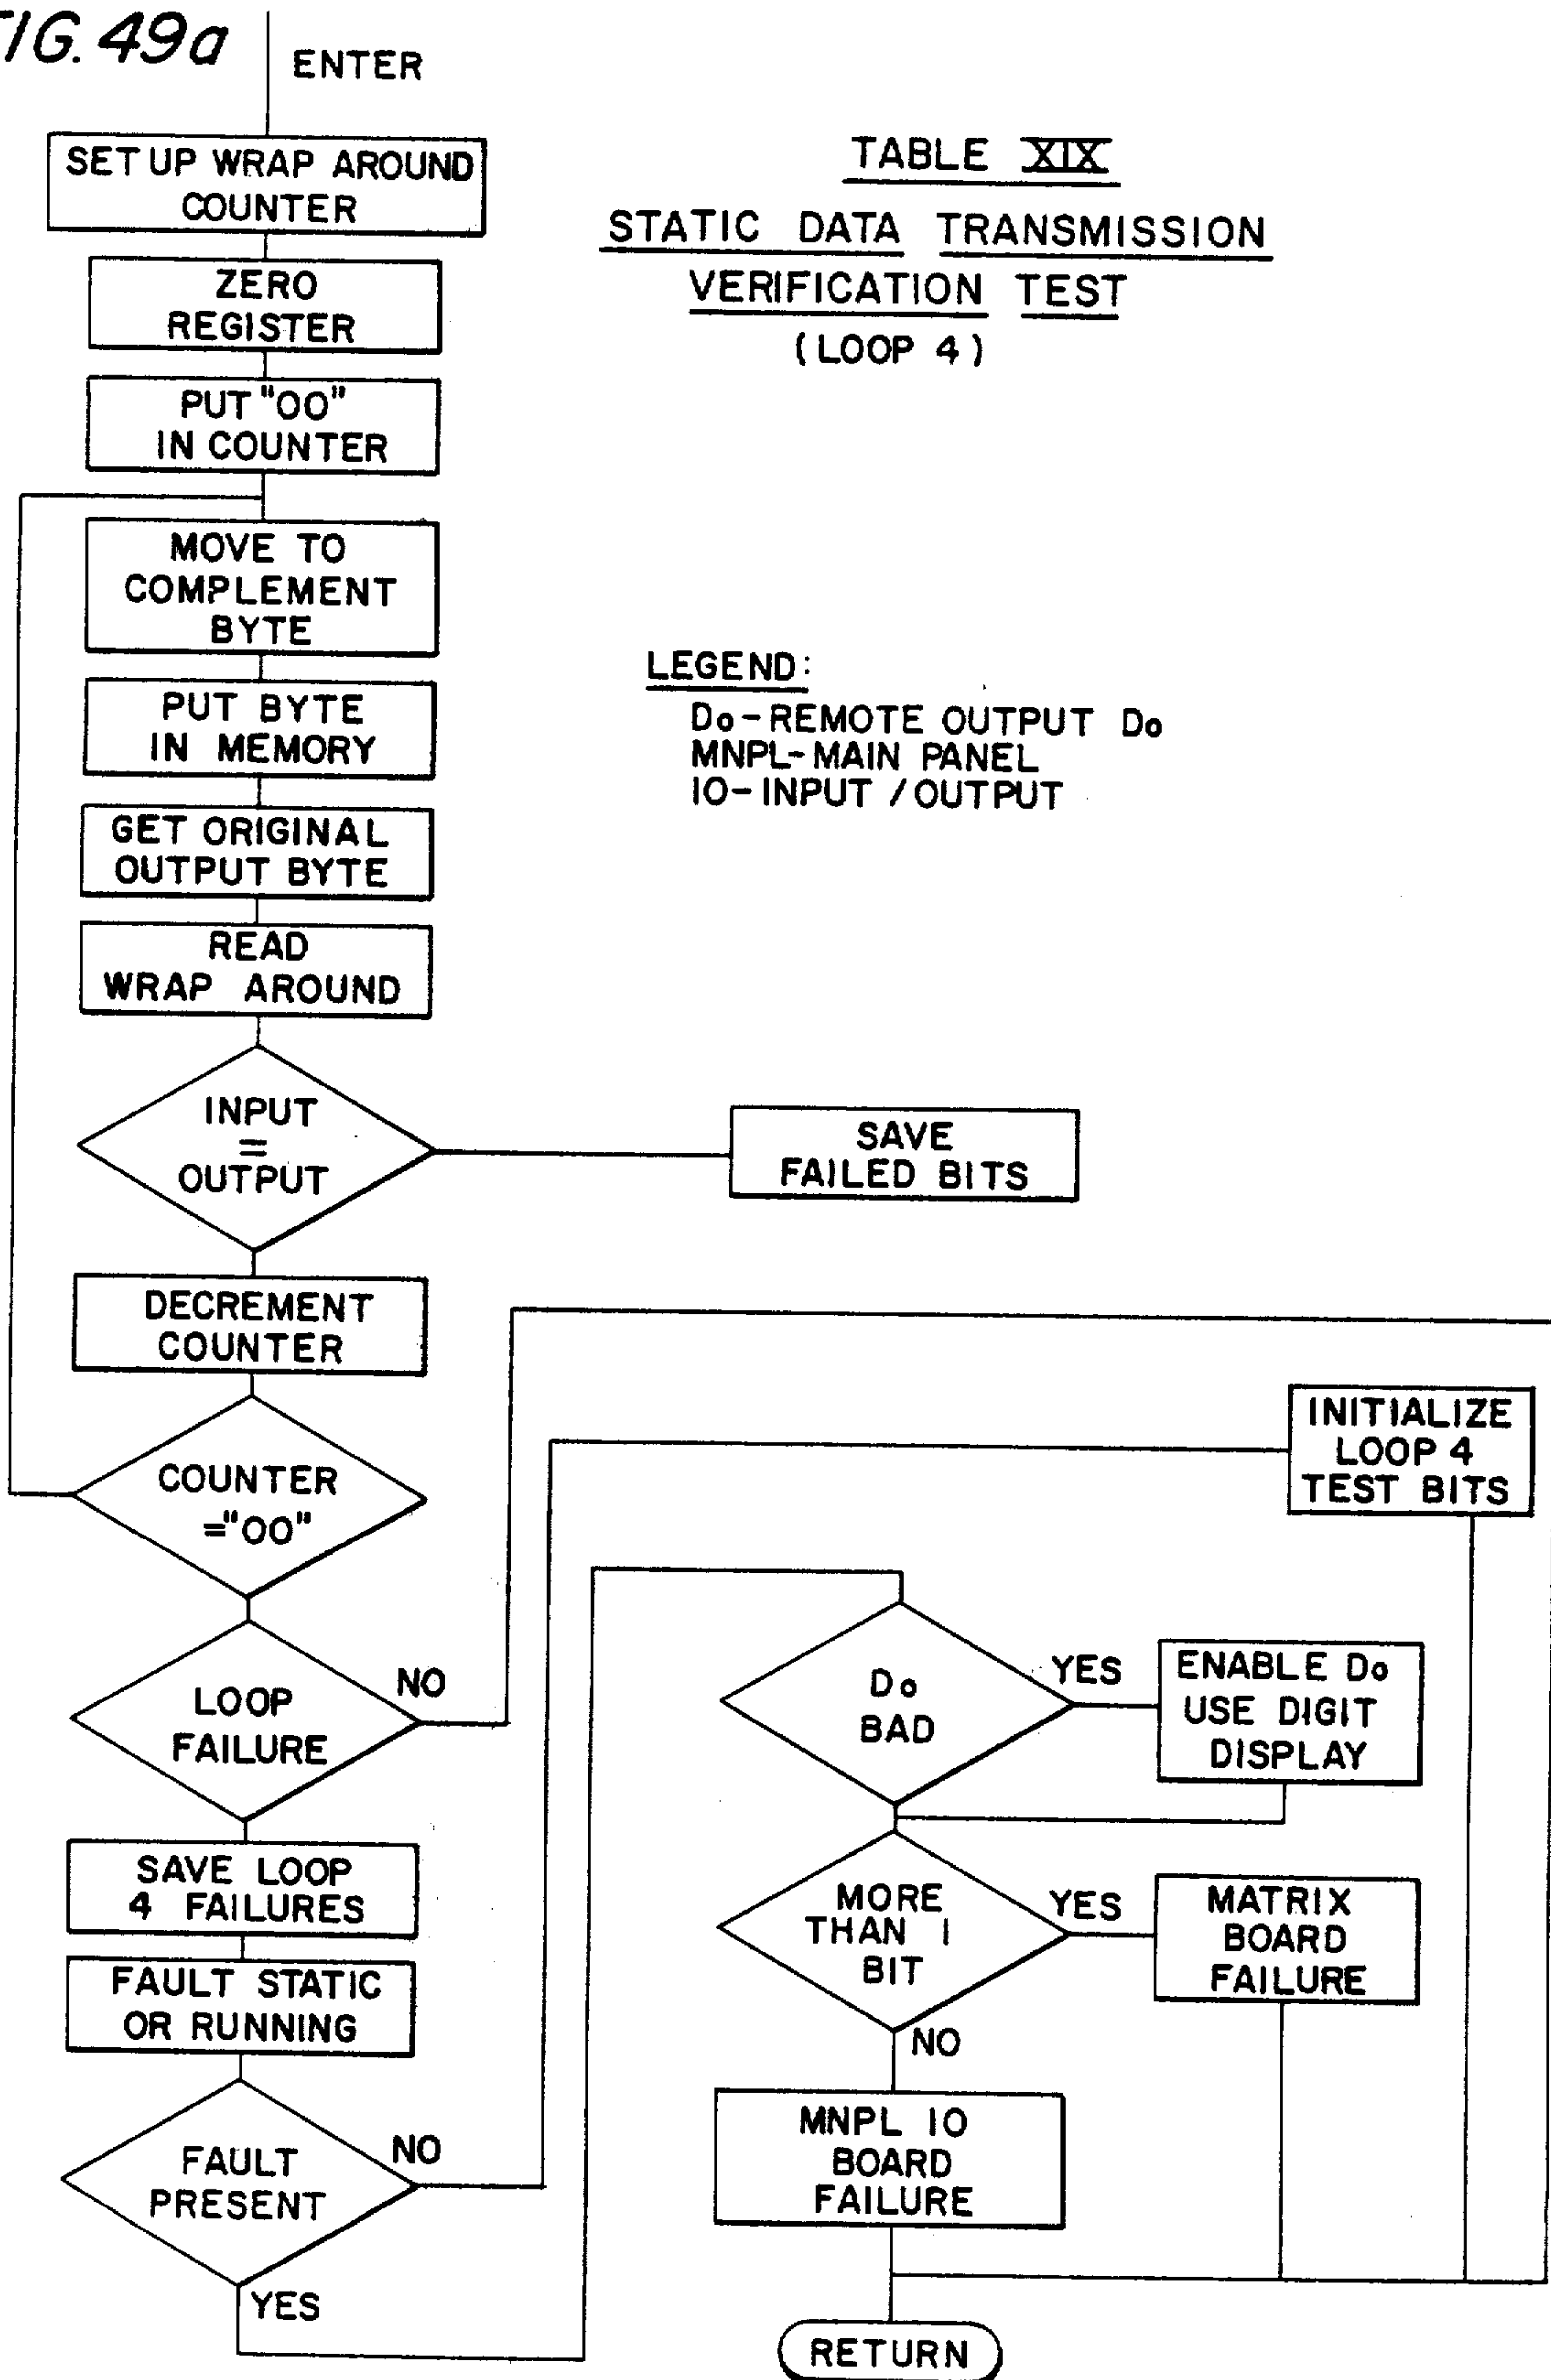 FIG. 49a
ENTER
SET UP WRAP AROUND
COUNTER
ZERO
REGISTER
PUT "OO"
IN COUNTER
MOVE TO
COMPLEMENT
BYTE
PUT BYTE
IN MEMORY
GET ORIGINAL
OUTPUT BYTE
READ
WRAP AROUND
INPUT
=
OUTPUT
SAVE
FAILED BITS
DECREMENT
COUNTER
COUNTER
="OO"
LOOP
FAILURE
NO
SAVE LOOP
4 FAILURES
FAULT STATIC
OR RUNNING
FAULT
PRESENT
NO
YES
TABLE XIX
STATIC DATA TRANSMISSION
VERIFICATION TEST
(LOOP 4)
LEGEND:
Do-REMOTE OUTPUT Do
MNPL-MAIN PANEL
IO-INPUT/OUTPUT
INITIALIZE
LOOP 4
TEST BITS
Do
BAD
YES
ENABLE Do
USE DIGIT
DISPLAY
MORE
THAN 1
BIT
YES
MATRIX
BOARD
FAILURE
NO
MNPL IO
BOARD
FAILURE
RETURN